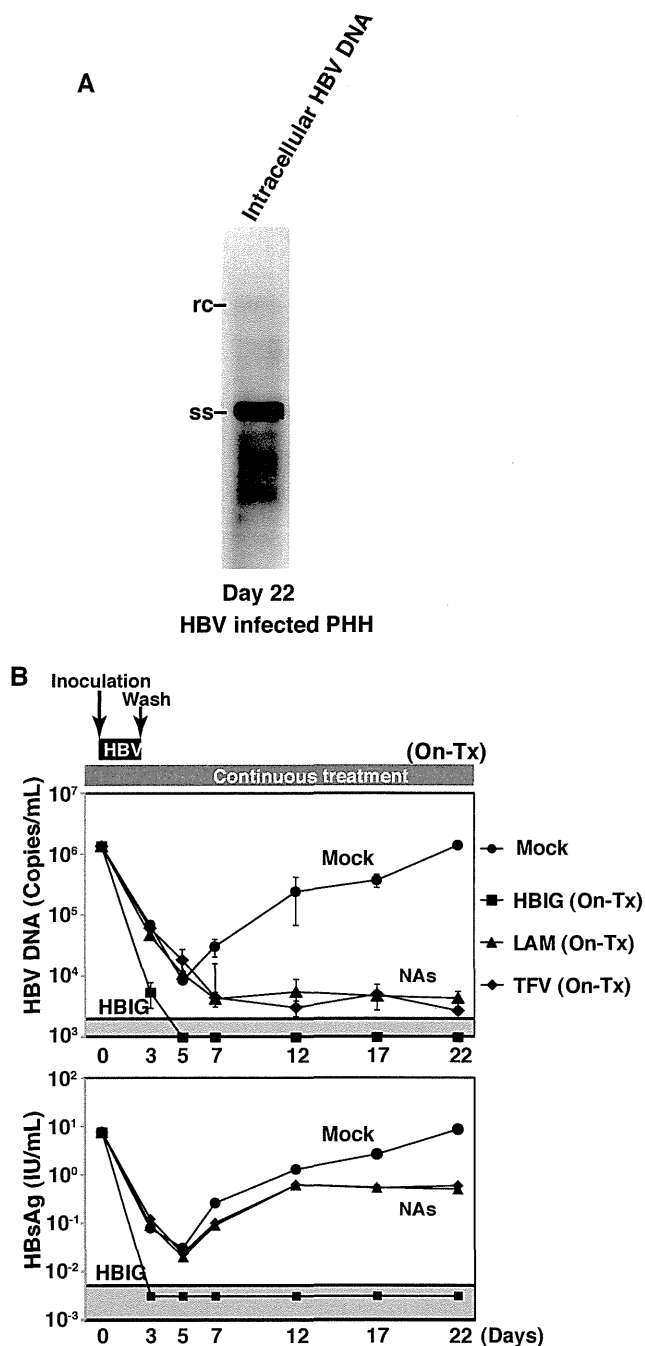 A
Intracellular HBV DNA
rc
ss
Day 22
HBV infected PHH
B
Inoculation
Wash
HBV
(On-Tx)
Continuous treatment
HBV DNA (Copies/mL)
10⁷
10⁶
10⁵
10⁴
10³
Mock
NAs
HBIG
0 3 5 7 12 17 22
Mock
HBIG (On-Tx)
LAM (On-Tx)
TFV (On-Tx)
HBsAg (IU/mL)
10²
10¹
10⁰
10⁻¹
10⁻²
10⁻³
Mock
NAs
HBIG
0 3 5 7 12 17 22 (Days)